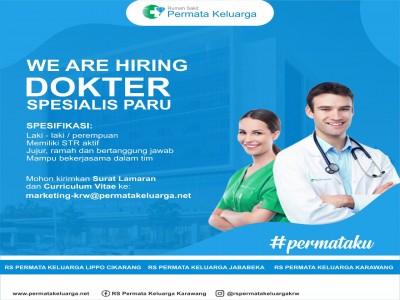 Rumah Sakit
Permata Keluarga
WE ARE HIRING
DOKTER
SPESIALIS PARU
SPESIFIKASI:
Laki - laki / perempuan
Memiliki STR aktif
Jujur, ramah dan bertanggung jawab
Mampu bekerjasama dalam tim
Mohon kirimkan Surat Lamaran
dan Curriculum Vitae ke:
marketing-krw@permatakeluarga.net
#permataku
RS PERMATA KELUARGA LIPPO CIKARANG RS PERMATA KELUARGA JABABEKA RS PERMATA KELUARGA KARAWANG
www.permatakeluarga.net RS Permata Keluarga Karawang @rspermatakeluargakrw